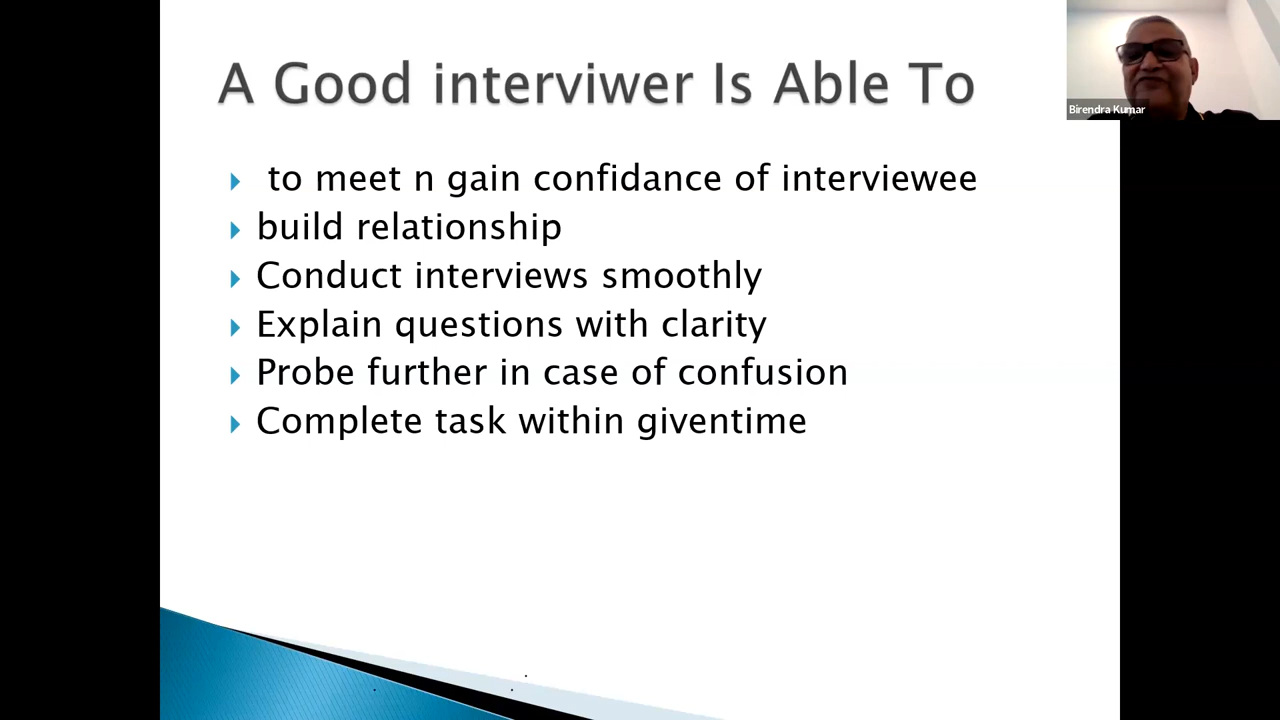 A Good interviwer Is Able To
to meet n gain confidance of interviewee
build relationship
Conduct interviews smoothly
Explain questions with clarity
Probe further in case of confusion
Complete task within giventime
Birendra Kumar